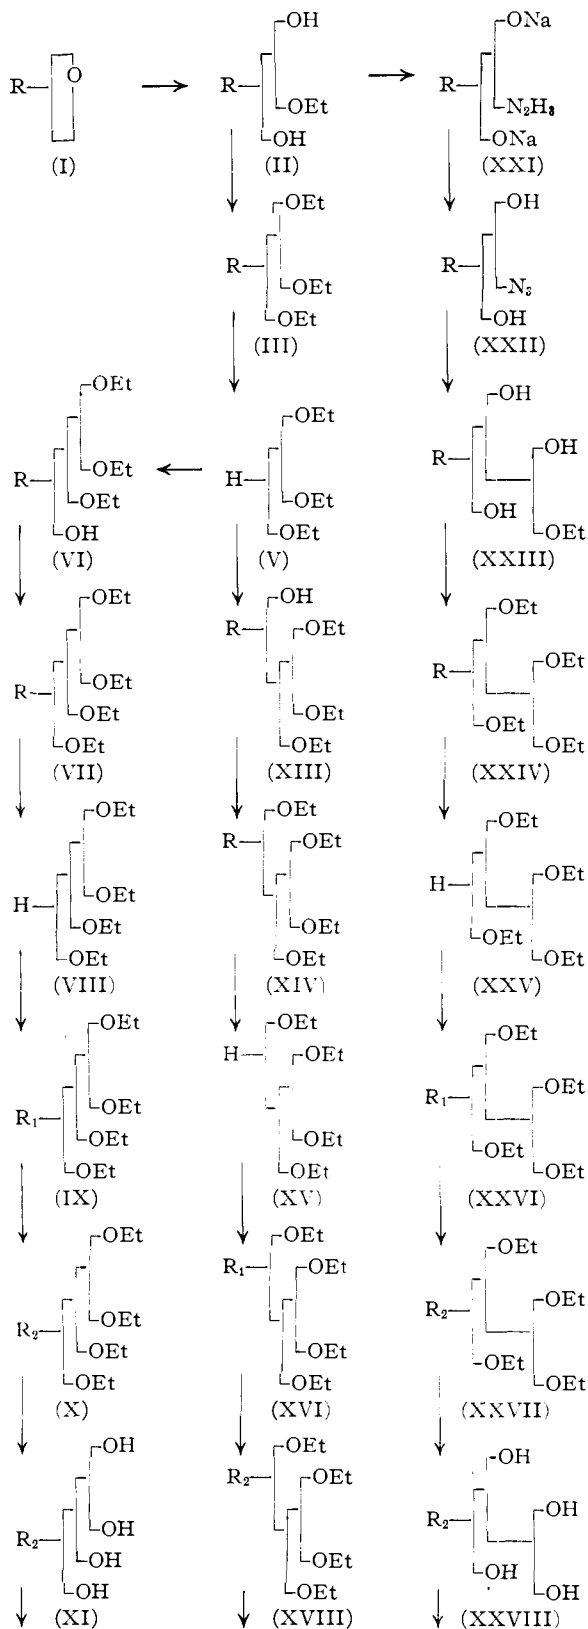 OH ONa
R O R R
OEt N₂H₃
OH ONa
(I) (II) (XXI)
OEt OH
R R
OEt N₃
OEt OH
(III) (XXII)
OEt OEt OH
OH
R H R
OEt OEt OH
OEt OEt
OH OEt
(VI) (V) (XXIII)
OEt OH OEt
R OEt
OEt
R R
OEt OEt
OEt OEt
OEt OEt OEt
(VII) (XIII) (XXIV)
OEt OEt OEt
R OEt
OEt
H H
OEt OEt
OEt OEt
OEt OEt OEt
(VIII) (XIV) (XXV)
OEt OEt OEt
H OEt
OEt
R₁ R₁
OEt
OEt OEt OEt
OEt OEt OEt
(IX) (XV) (XXVI)
OEt OEt OEt
R₁ OEt
OEt
R₂ R₂
OEt
OEt OEt
OEt OEt OEt
(X) (XVI) (XXVII)
OH OEt OH
R₂ OEt
OH
R₂ R₂
OH OEt
OH OH
OH OEt OH
(XI) (XVIII) (XXVIII)